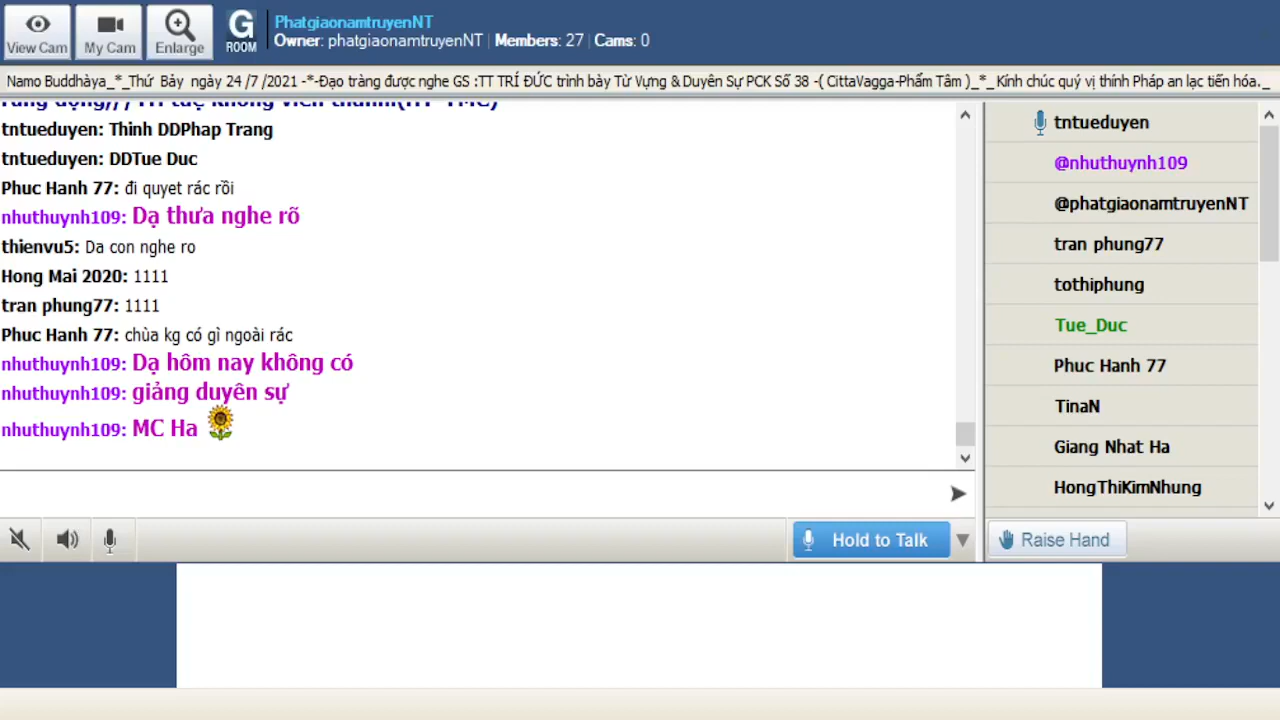 PhatgiaonamtruyenNT
G
ROOM
Owner: phatgiaonamtruyenNT | Members: 27 | Cams: 0
View Cam
My Cam
Enlarge
Namo Buddhàya_*_Thứ Bảy ngày 24 /7 /2021 -*-Đạo tràng được nghe GS :TT TRÍ ĐỨC trình bày Từ Vựng & Duyên Sự PCK Số 38 -( CittaVagga-Phẩm Tâm )_*_ Kính chúc quý vị thính Pháp an lạc tiến hóa._
tntueduyen: Thinh DDPhap Trang
tntueduyen: DDTue Duc
Phuc Hanh 77: đi quyet rác rồi
nhuthuynh109: Dạ thưa nghe rõ
thienvu5: Da con nghe ro
Hong Mai 2020: 1111
tran phung77: 1111
Phuc Hanh 77: chùa kg có gì ngoài rác
nhuthuynh109: Dạ hôm nay không có
nhuthuynh109: giảng duyên sự
nhuthuynh109: MC Ha
tntueduyen
@nhuthuynh109
@phatgiaonamtruyenNT
tran phung77
tothiphung
Tue_Duc
Phuc Hanh 77
TinaN
Giang Nhat Ha
HongThiKimNhung
Hold to Talk
Raise Hand